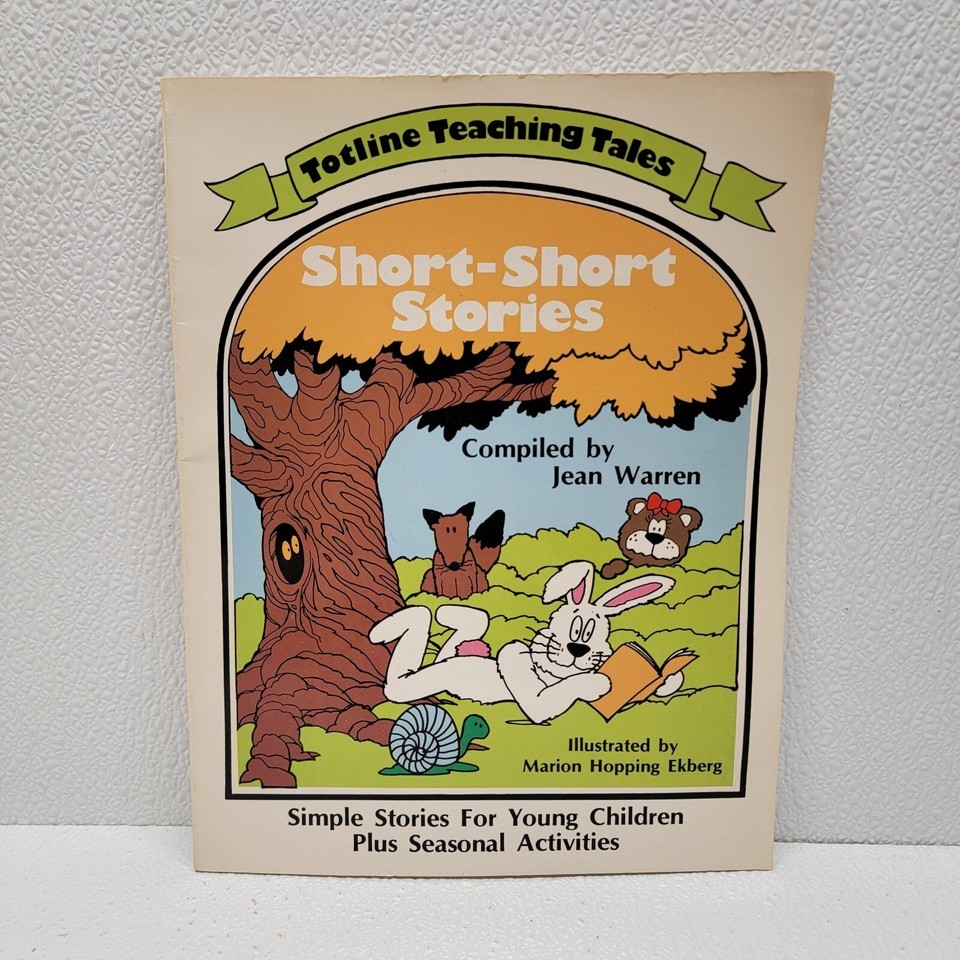 Totline Teaching Tales
Short-Short
Stories
Compiled by
Jean Warren
Illustrated by
Marion Hopping Ekberg
Simple Stories For Young Children
Plus Seasonal Activities